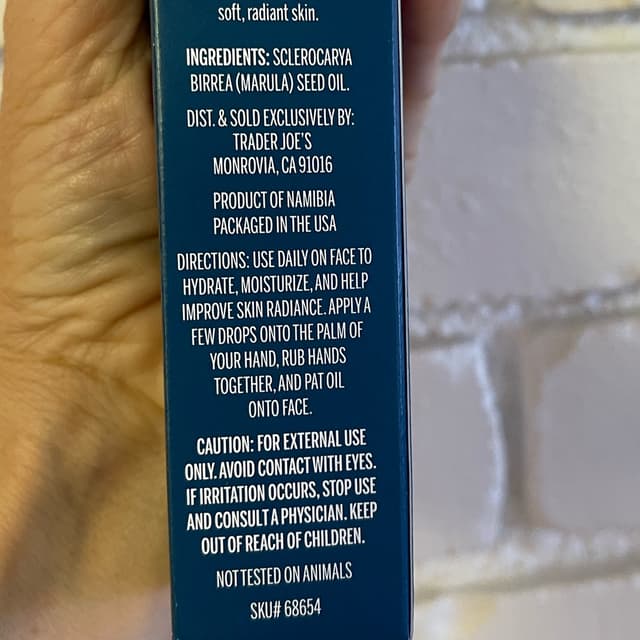 soft, radiant skin.
INGREDIENTS: SCLEROCARYA
BIRREA (MARULA) SEED OIL.
DIST. & SOLD EXCLUSIVELY BY:
TRADER JOE'S
MONROVIA, CA 91016
PRODUCT OF NAMIBIA
PACKAGED IN THE USA
DIRECTIONS: USE DAILY ON FACE TO
HYDRATE, MOISTURIZE, AND HELP
IMPROVE SKIN RADIANCE. APPLY A
FEW DROPS ONTO THE PALM OF
YOUR HAND, RUB HANDS
TOGETHER, AND PAT OIL
ONTO FACE.
CAUTION: FOR EXTERNAL USE
ONLY. AVOID CONTACT WITH EYES.
IF IRRITATION OCCURS, STOP USE
AND CONSULT A PHYSICIAN. KEEP
OUT OF REACH OF CHILDREN.
NOT TESTED ON ANIMALS
SKU# 68654